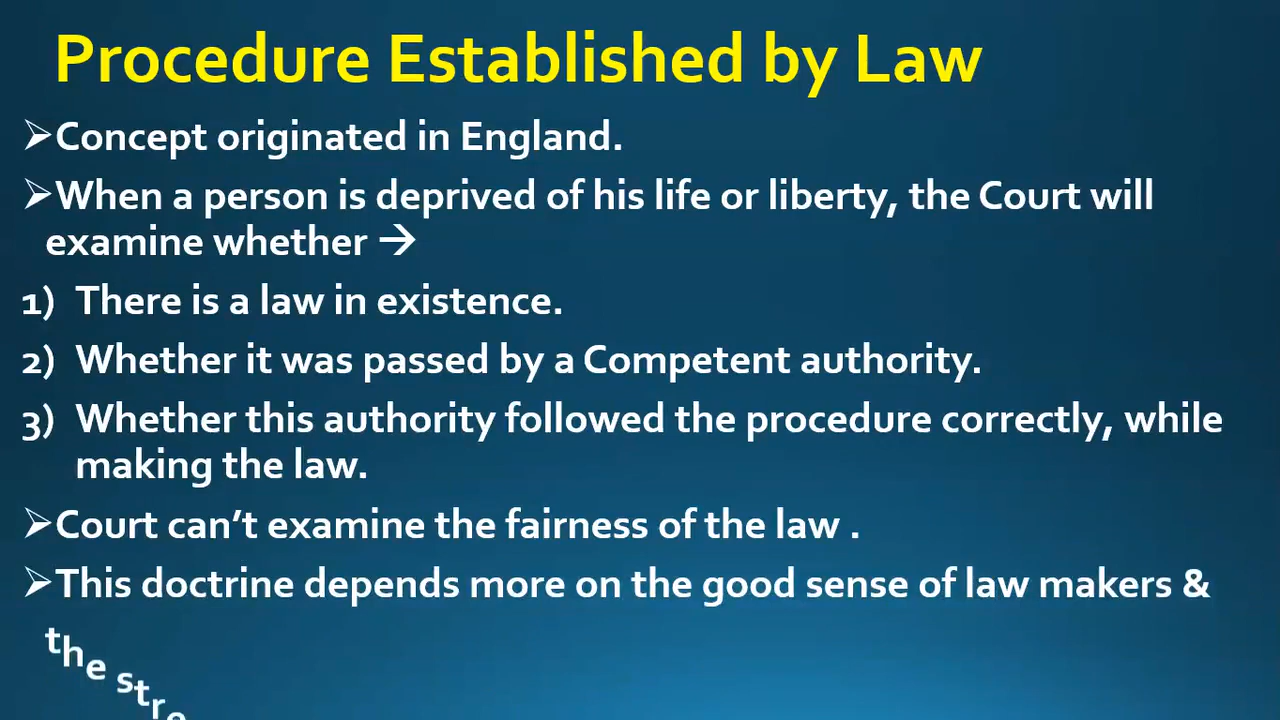 Procedure Established by Law
➢Concept originated in England.
➢When a person is deprived of his life or liberty, the Court will
examine whether →
1) There is a law in existence.
2) Whether it was passed by a Competent authority.
3) Whether this authority followed the procedure correctly, while
making the law.
➢Court can’t examine the fairness of the law .
➢This doctrine depends more on the good sense of law makers &
the stre